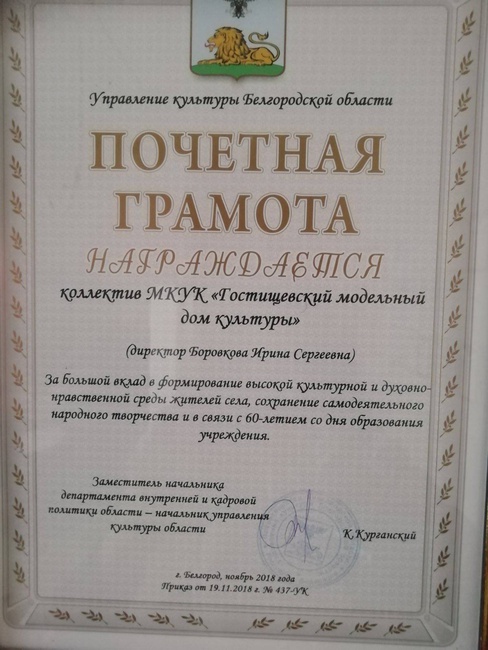 Управление культуры Белгородской области
ПОЧЕТНАЯ
ГРАМОТА
НАГРАЖДАЕТСЯ
коллектив МКУК «Гостищевский модельный
дом культуры»
(директор Боровкова Ирина Сергеевна)
За большой вклад в формирование высокой культурной и духовно-
нравственной среды жителей села, сохранение самодеятельного
народного творчества и в связи с 60-летием со дня образования
учреждения.
Заместитель начальника
департамента внутренней и кадровой
политики области – начальник управления
культуры области
К.Курганский
г. Белгород, ноябрь 2018 года
Приказ от 19.11.2018 г. № 437-УК